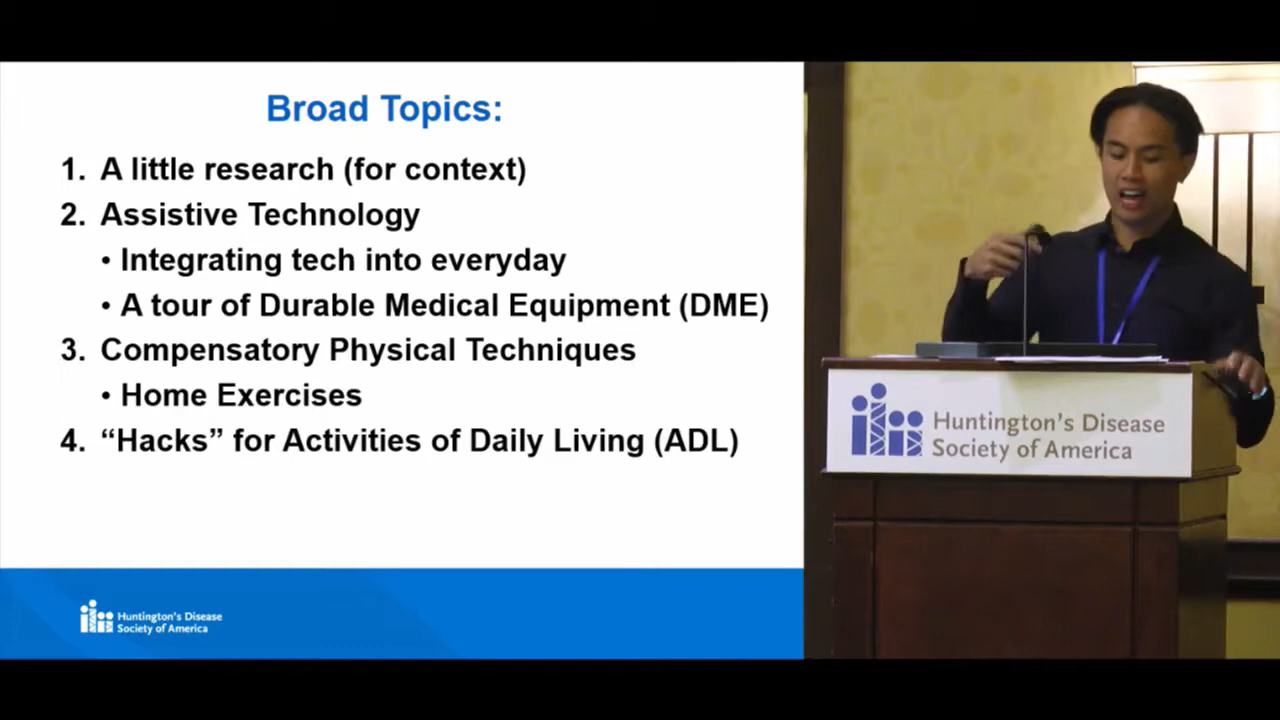 Broad Topics:
1. A little research (for context)
2. Assistive Technology
• Integrating tech into everyday
• A tour of Durable Medical Equipment (DME)
3. Compensatory Physical Techniques
• Home Exercises
4. “Hacks” for Activities of Daily Living (ADL)
Huntington's Disease
Society of America
Huntington's Disease
Society of America